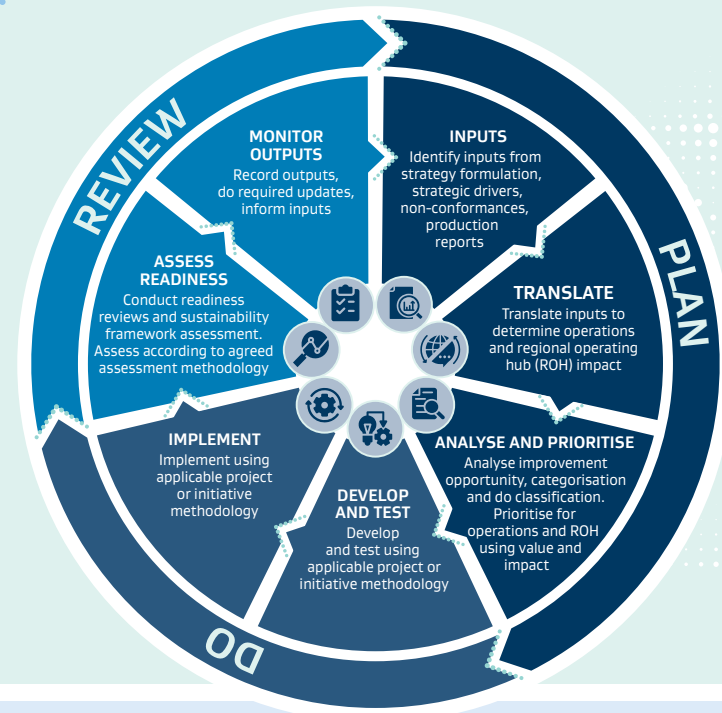 REVIEW
PLAN
DO
INPUTS
Identify inputs from
strategy formulation,
strategic drivers,
non-conformances,
production
reports
TRANSLATE
Translate inputs to
determine operations
and regional operating
hub (ROH) impact
ANALYSE AND PRIORITISE
Analyse improvement
opportunity, categorisation
and do classification.
Prioritise for
operations and ROH
using value and
impact
DEVELOP
AND TEST
Develop
and test using
applicable project or
initiative methodology
IMPLEMENT
Implement using
applicable project
or initiative
methodology
ASSESS
READINESS
Conduct readiness
reviews and sustainability
framework assessment.
Assess according to agreed
assessment methodology
MONITOR
OUTPUTS
Record outputs,
do required updates,
inform inputs